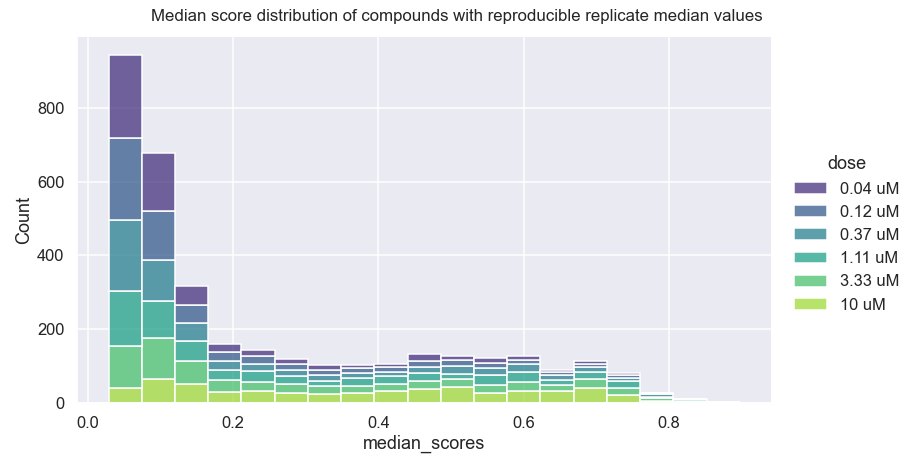 Median score distribution of compounds with reproducible replicate median values
800
600
400
200
0
Count
0.0
0.2
0.4
0.6
0.8
median_scores
dose
0.04 uM
0.12 uM
0.37 uM
1.11 uM
3.33 uM
10 uM